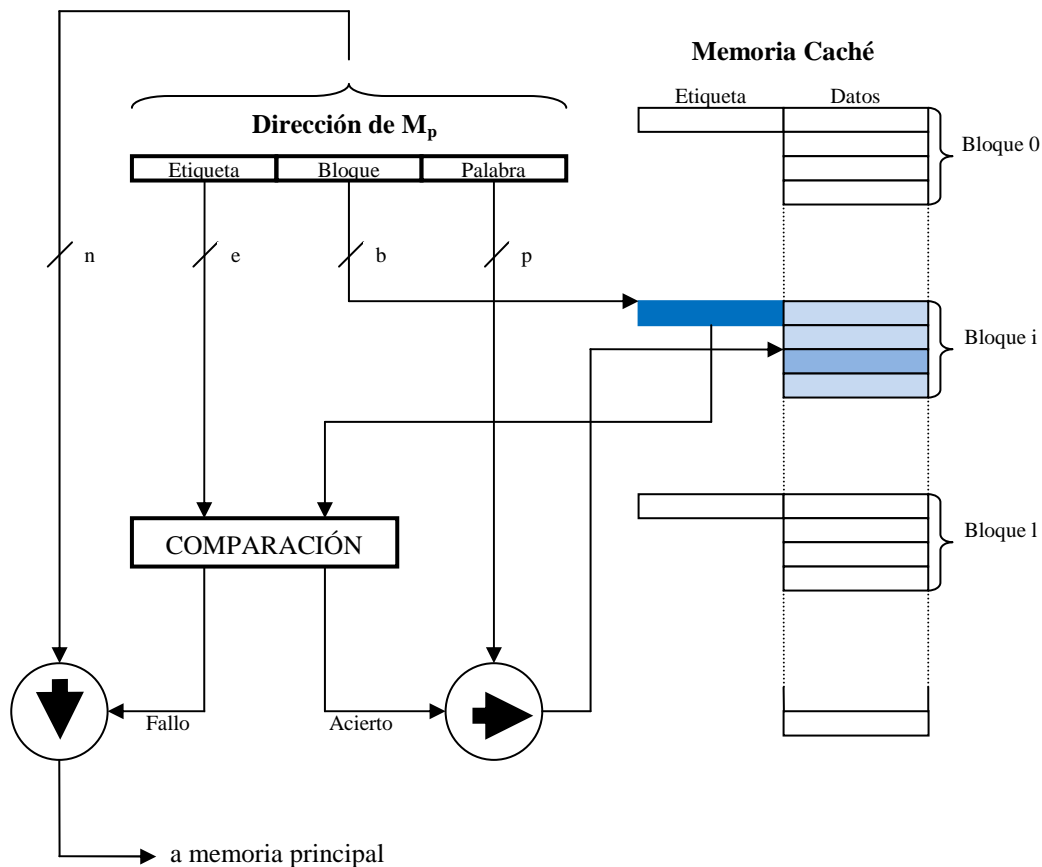 Memoria Caché
Etiqueta Datos
Dirección de Mp
Bloque 0
Etiqueta Bloque Palabra
n e b p
Bloque i
Bloque l
COMPARACIÓN
Fallo Acierto
a memoria principal